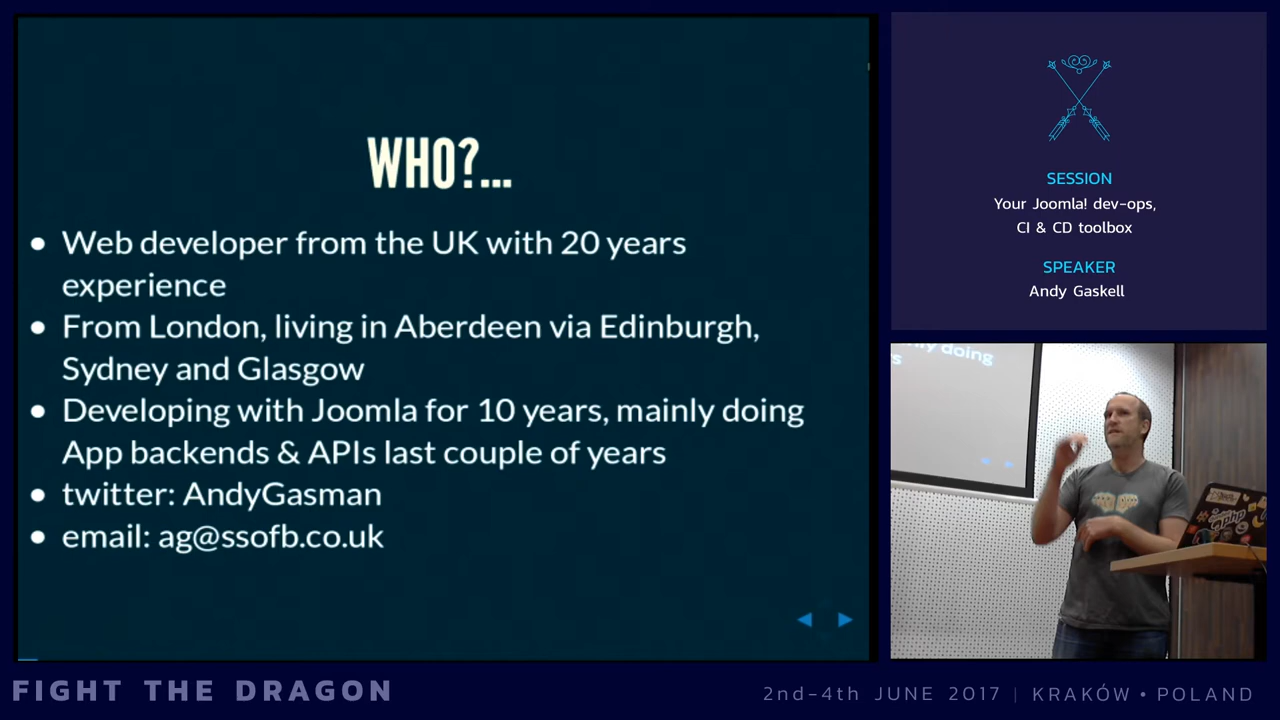 WHO?...
Web developer from the UK with 20 years
experience
From London, living in Aberdeen via Edinburgh,
Sydney and Glasgow
Developing with Joomla for 10 years, mainly doing
App backends & APIs last couple of years
twitter: AndyGasman
email: ag@ssofb.co.uk
SESSION
Your Joomla! dev-ops,
CI & CD toolbox
SPEAKER
Andy Gaskell
doing
php
FIGHT THE DRAGON
2nd-4th JUNE 2017 | KRAKÓW • POLAND